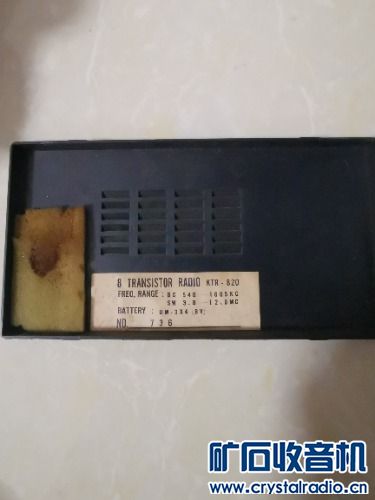 8 TRANSISTOR RADIO KTR-820
FREQ. RANGE: BC 540 1605KC
SW 3.8 -12.0MC
BATTERY: UM-3X4 6V;
NO 736
矿石收音机
www.crystalradio.cn